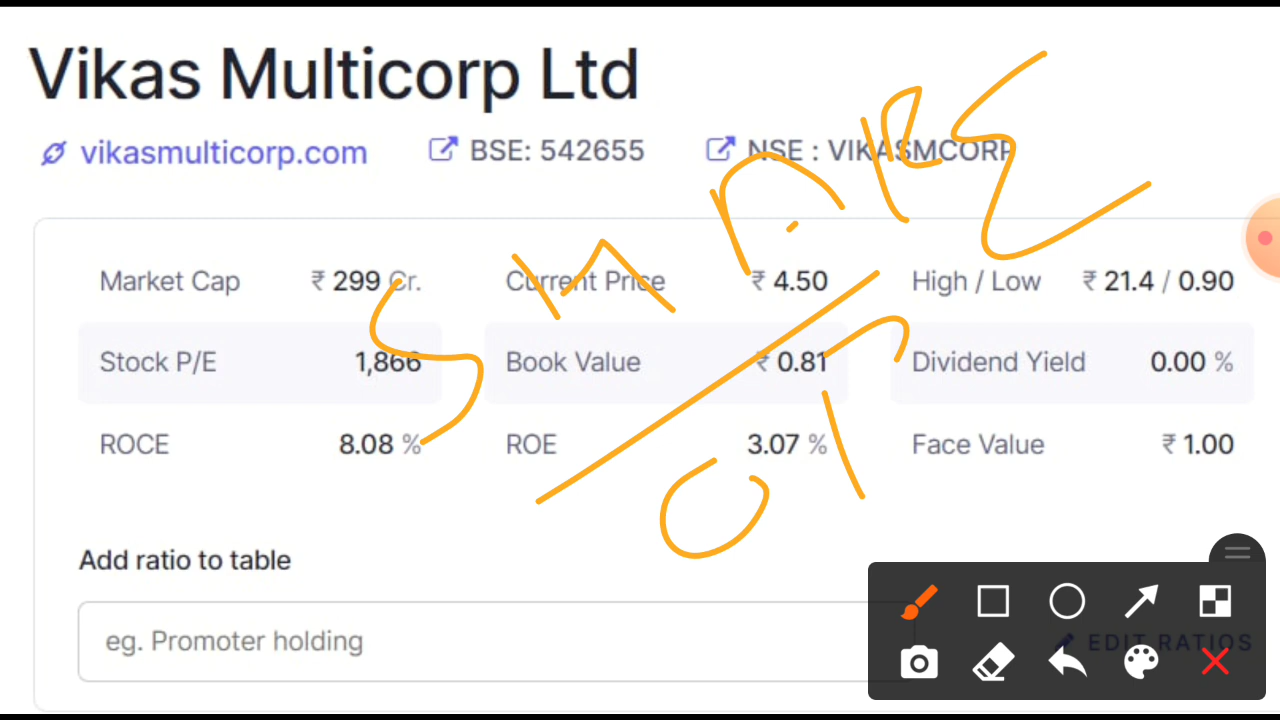 Vikas Multicorp Ltd
vikasmulticorp.com BSE: 542655 NSE : VIKASMCORP
Market Cap ₹ 299 Cr. Current Price ₹ 4.50 High / Low ₹ 21.4 / 0.90
Stock P/E 1,866 Book Value ₹ 0.81 Dividend Yield 0.00 %
ROCE 8.08 % ROE 3.07 % Face Value ₹ 1.00
SHARE
Add ratio to table
eg. Promoter holding
EDIT RATIOS